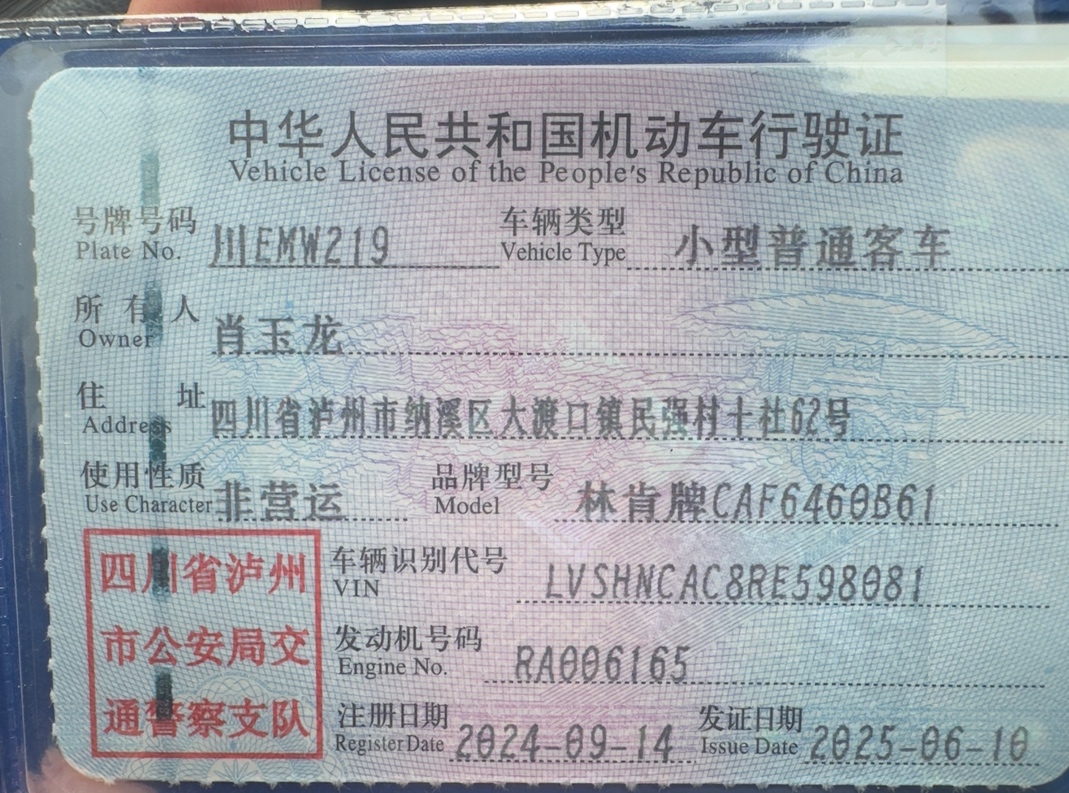 中华人民共和国机动车行驶证
Vehicle License of the People's Republic of China
号牌号码 川EMW219 车辆类型 小型普通客车
Plate No. Vehicle Type
所有人 肖玉龙
Owner
住址 四川省泸州市纳溪区大渡口镇民强村十社62号
Address
使用性质 非营运 品牌型号 林肯牌CAF6460B61
Use Character Model
四川省泸州
市公安局交
通警察支队
车辆识别代号 LVSHNCAC8RE598081
VIN
发动机号码 RA006165
Engine No.
注册日期 2024-09-14 发证日期 2025-06-10
Register Date Issue Date